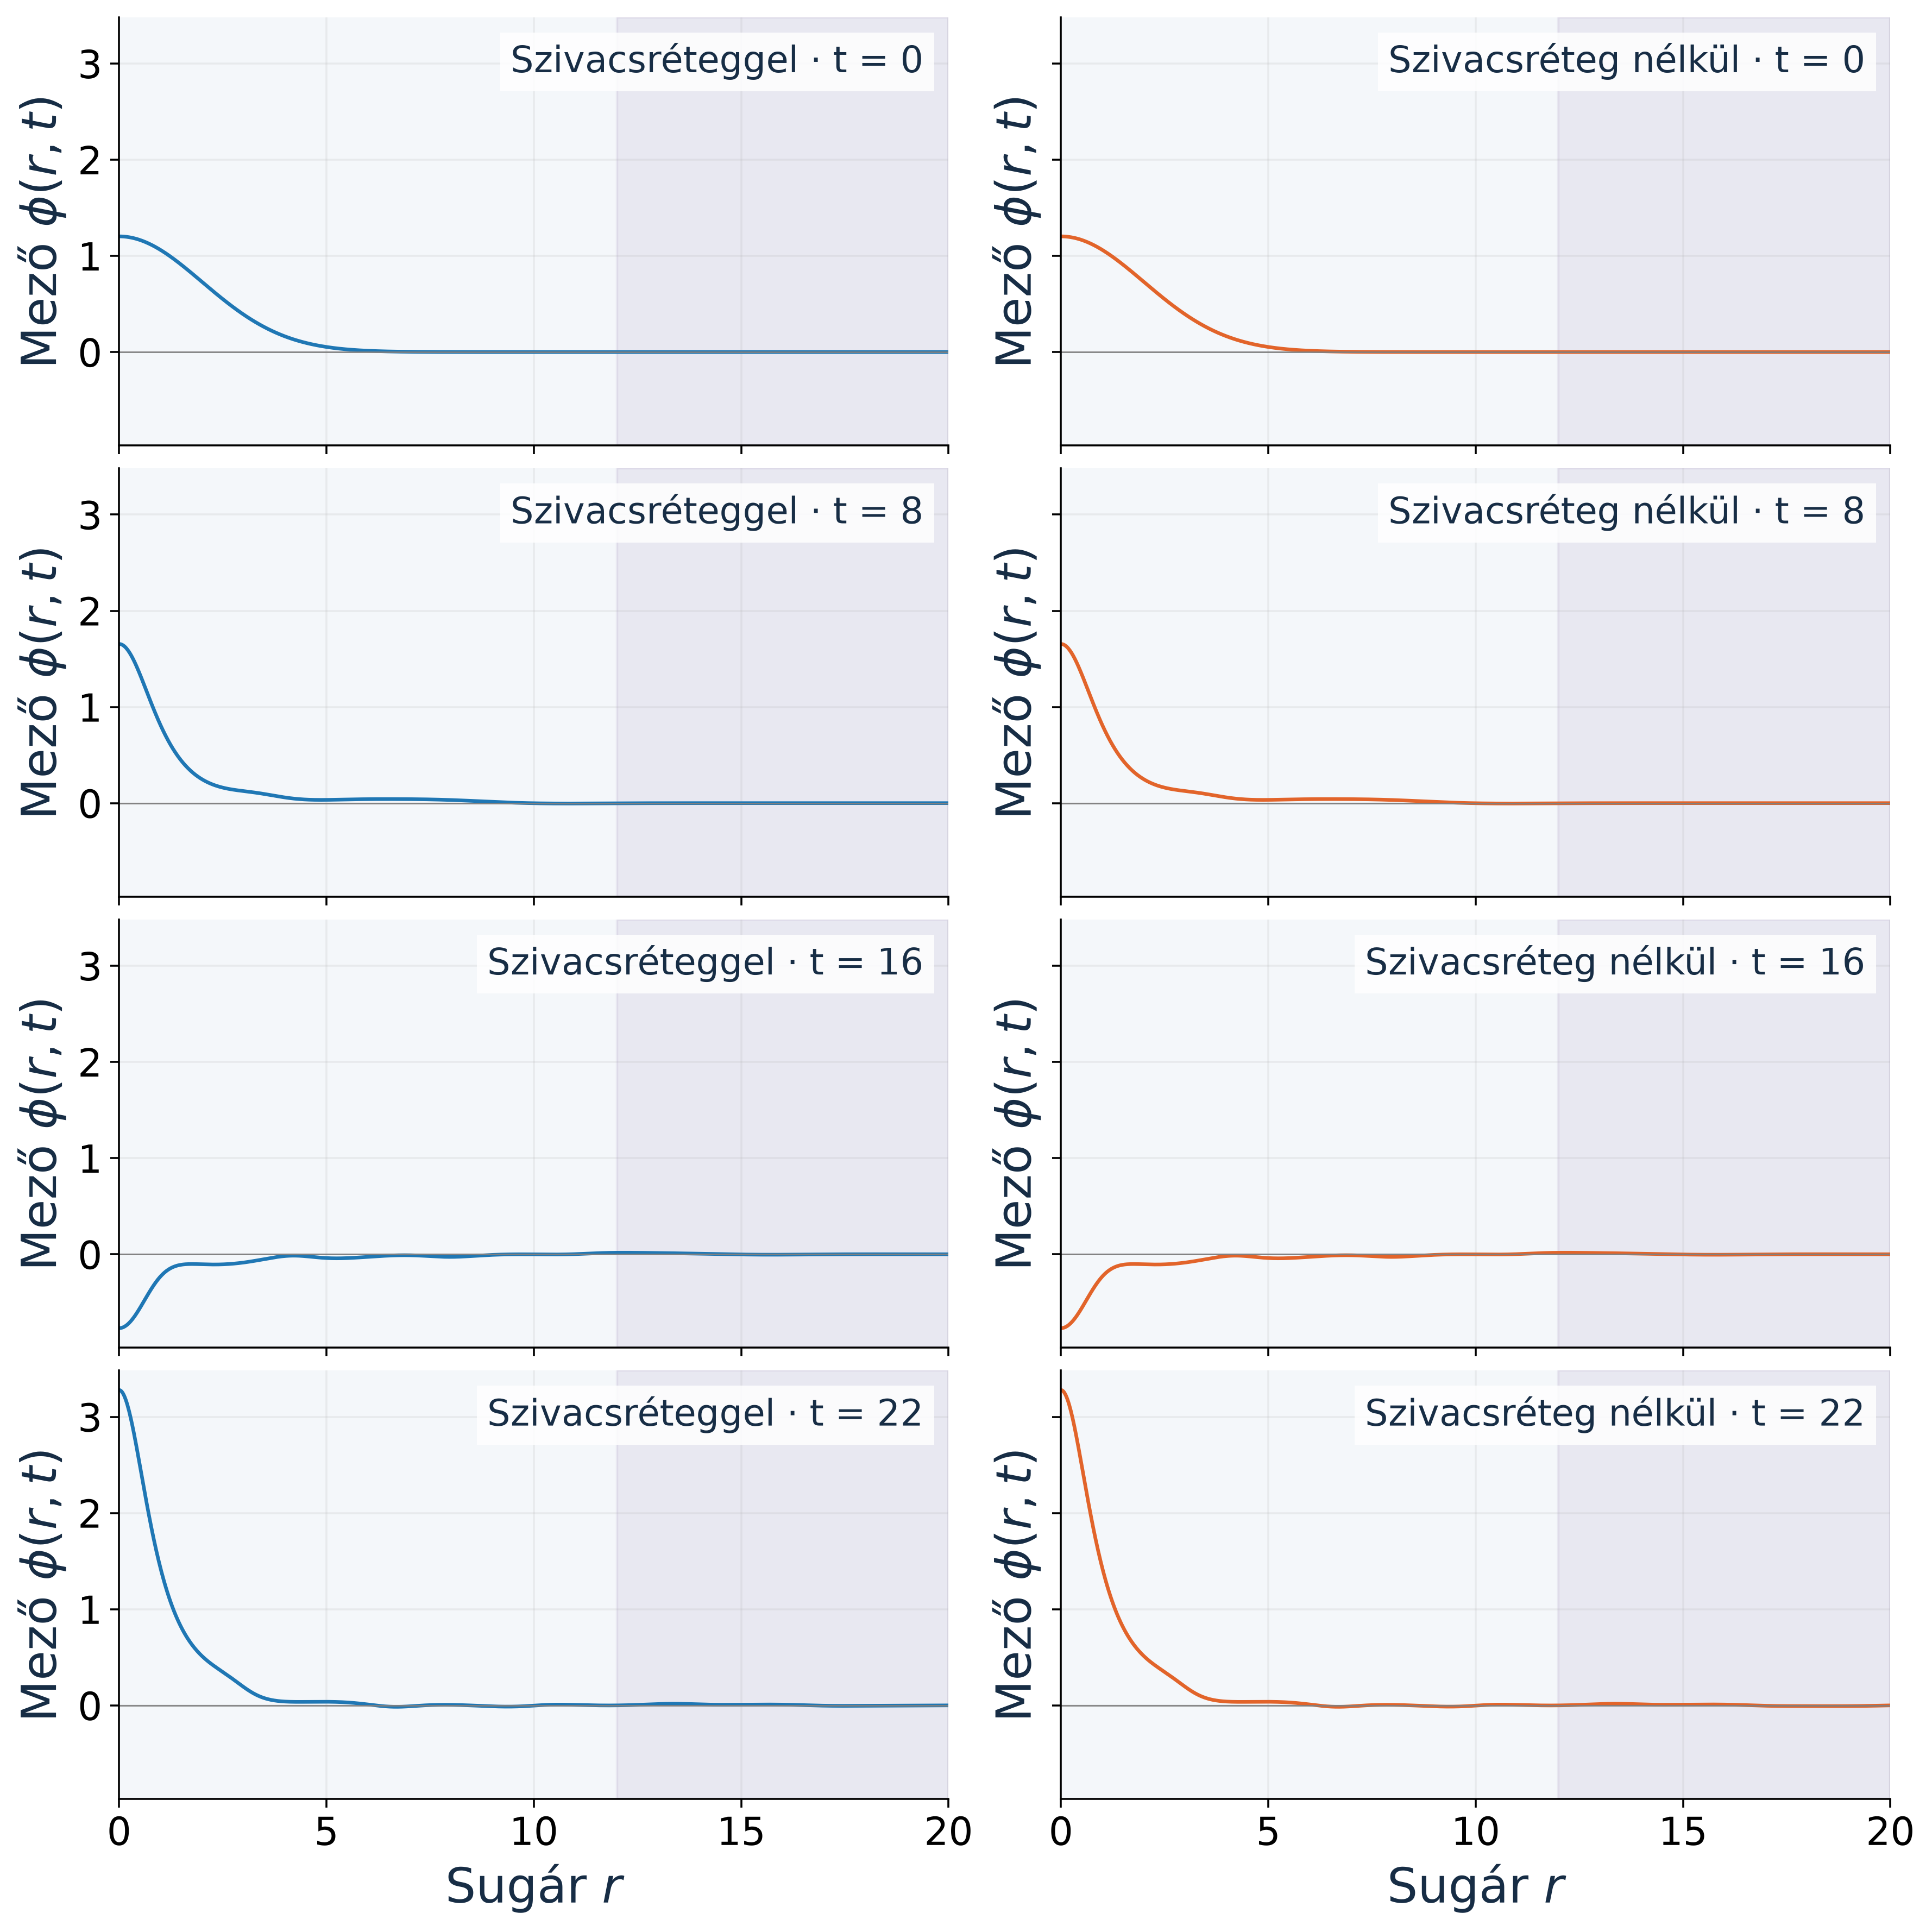 Szivacsréteggel · t = 0
Mező ϕ(r, t)
3
2
1
0
Szivacsréteg nélkül · t = 0
Mező ϕ(r, t)
Szivacsréteggel · t = 8
Mező ϕ(r, t)
3
2
1
0
Szivacsréteg nélkül · t = 8
Mező ϕ(r, t)
Szivacsréteggel · t = 16
Mező ϕ(r, t)
3
2
1
0
Szivacsréteg nélkül · t = 16
Mező ϕ(r, t)
Szivacsréteggel · t = 22
Mező ϕ(r, t)
3
2
1
0
0 5 10 15 20
Sugár r
Szivacsréteg nélkül · t = 22
Mező ϕ(r, t)
0 5 10 15 20
Sugár r